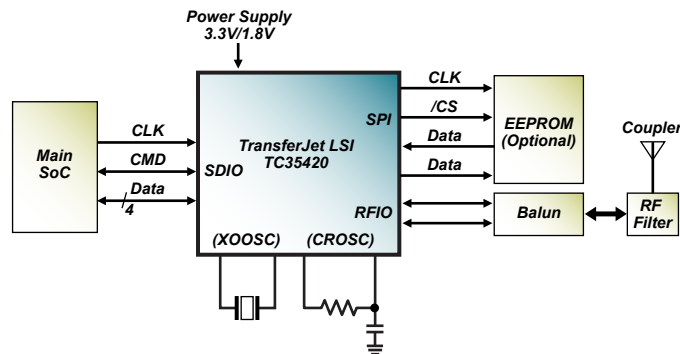 Power Supply
3.3V/1.8V
CLK
CMD
Data
4
Main
SoC
SDIO
TransferJet LSI
TC35420
SPI
RFIO
(XOOSC)
(CROSC)
CLK
/CS
Data
Data
EEPROM
(Optional)
Balun
Coupler
RF
Filter